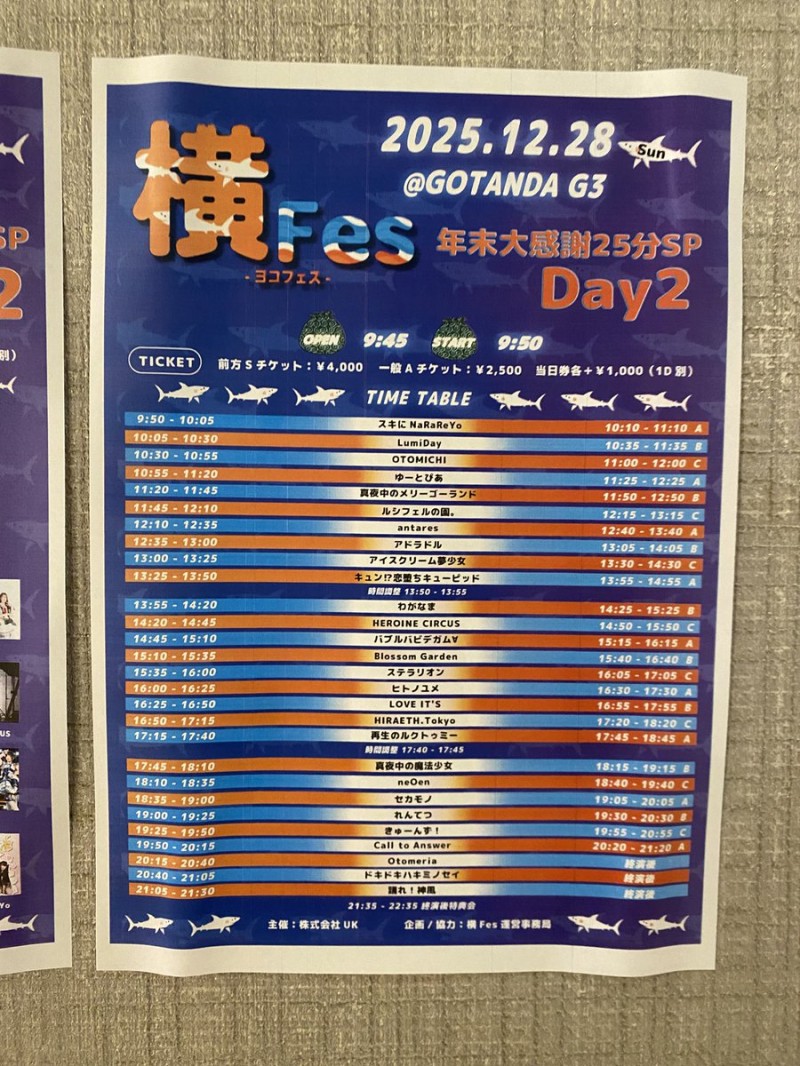 2025.12.28 Sun
@GOTANDA G3
横Fes
-ヨコフェス-
年末大感謝25分SP
Day2
OPEN 9:45 START 9:50
TICKET 前方Sチケット:¥4,000 一般Aチケット:¥2,500 当日券各+¥1,000(1D別)
TIME TABLE
9:50 - 10:05 スキに NaRaReYo 10:10 - 11:10 A
10:05 - 10:30 LumiDay 10:35 - 11:35 B
10:30 - 10:55 OTOMICHI 11:00 - 12:00 C
10:55 - 11:20 ゆーとぴあ 11:25 - 12:25 A
11:20 - 11:45 真夜中のメリーゴーランド 11:50 - 12:50 B
11:45 - 12:10 ルシフェルの園。 12:15 - 13:15 C
12:10 - 12:35 antares 12:40 - 13:40 A
12:35 - 13:00 アドラドル 13:05 - 14:05 B
13:00 - 13:25 アイスクリーム夢少女 13:30 - 14:30 C
13:25 - 13:50 キュン!?恋堕ちキューピッド 13:55 - 14:55 A
時間調整 13:50 - 13:55
13:55 - 14:20 わがなま 14:25 - 15:25 B
14:20 - 14:45 HEROINE CIRCUS 14:50 - 15:50 C
14:45 - 15:10 バブルバビデガム∀ 15:15 - 16:15 A
15:10 - 15:35 Blossom Garden 15:40 - 16:40 B
15:35 - 16:00 ステラリオン 16:05 - 17:05 C
16:00 - 16:25 ヒトノユメ 16:30 - 17:30 A
16:25 - 16:50 LOVE IT'S 16:55 - 17:55 B
16:50 - 17:15 HIRAETH.Tokyo 17:20 - 18:20 C
17:15 - 17:40 再生のルクトゥミー 17:45 - 18:45 A
時間調整 17:40 - 17:45
17:45 - 18:10 真夜中の魔法少女 18:15 - 19:15 B
18:10 - 18:35 neOen 18:40 - 19:40 C
18:35 - 19:00 セカモノ 19:05 - 20:05 A
19:00 - 19:25 れんてつ 19:30 - 20:30 B
19:25 - 19:50 きゅーんず! 19:55 - 20:55 C
19:50 - 20:15 Call to Answer 20:20 - 21:20 A
20:15 - 20:40 Otomeria 終演後
20:40 - 21:05 ドキドキハキミノセイ 終演後
21:05 - 21:30 踊れ!神風 終演後
21:35 - 22:35 終演後特典会
主催:株式会社UK 企画/協力:横Fes運営事務局
SP
2
別)
US
Yo